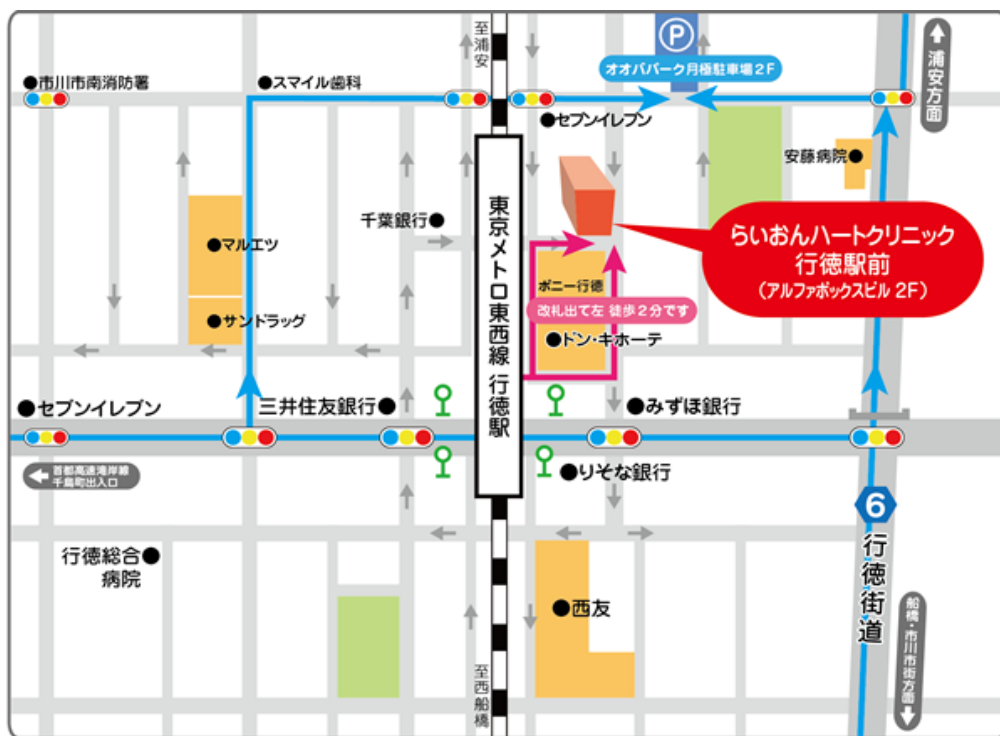 至浦安
P
オオバパーク月極駐車場2F
浦安方面
市川市南消防署
スマイル歯科
セブンイレブン
安藤病院
千葉銀行
東京メトロ東西線 行徳駅
らいおんハートクリニック
行徳駅前
(アルファボックスビル 2F)
マルエツ
ポニー行徳
改札出て左 徒歩2分です
サンドラッグ
ドン・キホーテ
セブンイレブン
三井住友銀行
みずほ銀行
首都高速湾岸線
千鳥町出入口
りそな銀行
6
行徳街道
行徳総合
病院
西友
船橋・市川市街方面
至西船橋